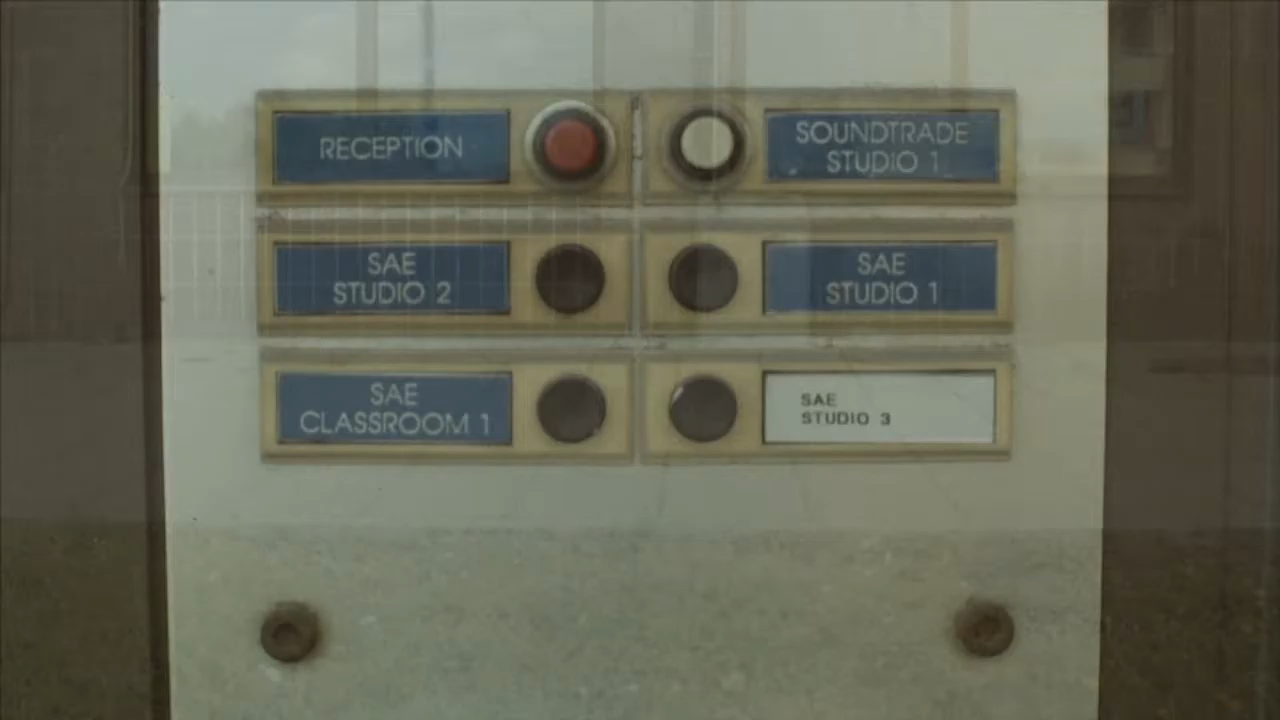 RECEPTION
SOUNDTRADE
STUDIO 1
SAE
STUDIO 2
SAE
STUDIO 1
SAE
CLASSROOM 1
SAE
STUDIO 3